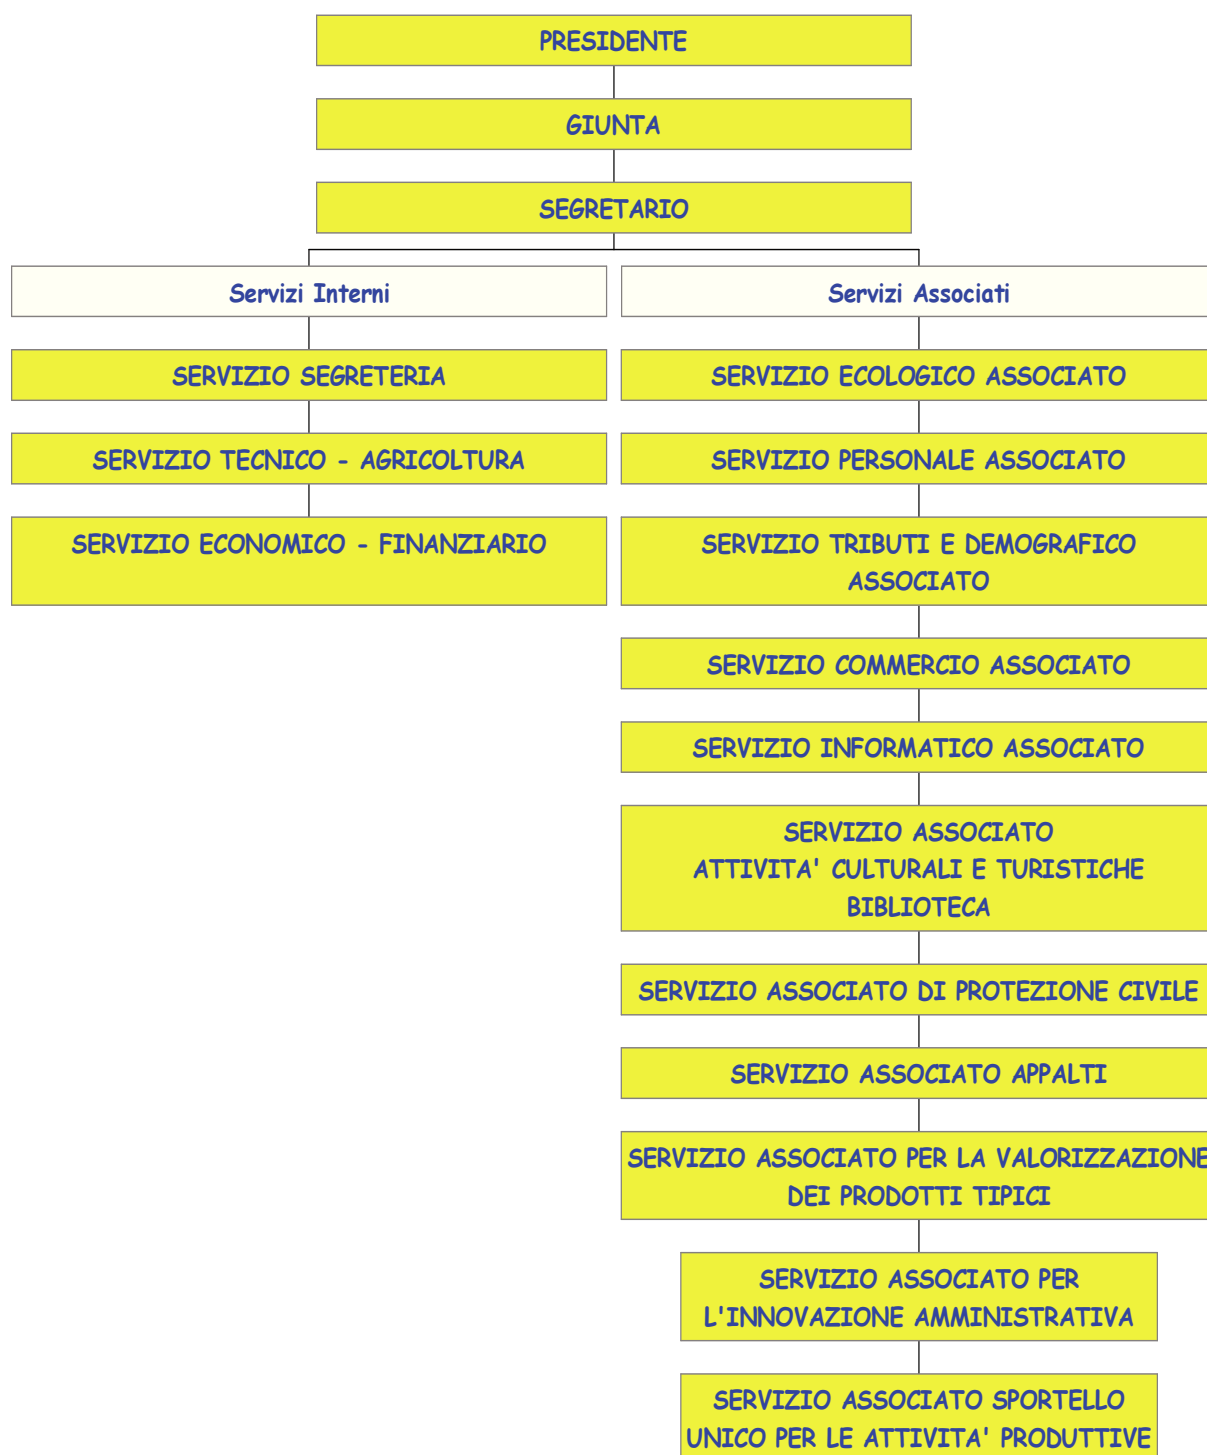 PRESIDENTE
GIUNTA
SEGRETARIO
Servizi Interni
Servizi Associati
SERVIZIO SEGRETERIA
SERVIZIO ECOLOGICO ASSOCIATO
SERVIZIO TECNICO - AGRICOLTURA
SERVIZIO PERSONALE ASSOCIATO
SERVIZIO ECONOMICO - FINANZIARIO
SERVIZIO TRIBUTI E DEMOGRAFICO
ASSOCIATO
SERVIZIO COMMERCIO ASSOCIATO
SERVIZIO INFORMATICO ASSOCIATO
SERVIZIO ASSOCIATO
ATTIVITA' CULTURALI E TURISTICHE
BIBLIOTECA
SERVIZIO ASSOCIATO DI PROTEZIONE CIVILE
SERVIZIO ASSOCIATO APPALTI
SERVIZIO ASSOCIATO PER LA VALORIZZAZIONE
DEI PRODOTTI TIPICI
SERVIZIO ASSOCIATO PER
L'INNOVAZIONE AMMINISTRATIVA
SERVIZIO ASSOCIATO SPORTELLO
UNICO PER LE ATTIVITA' PRODUTTIVE